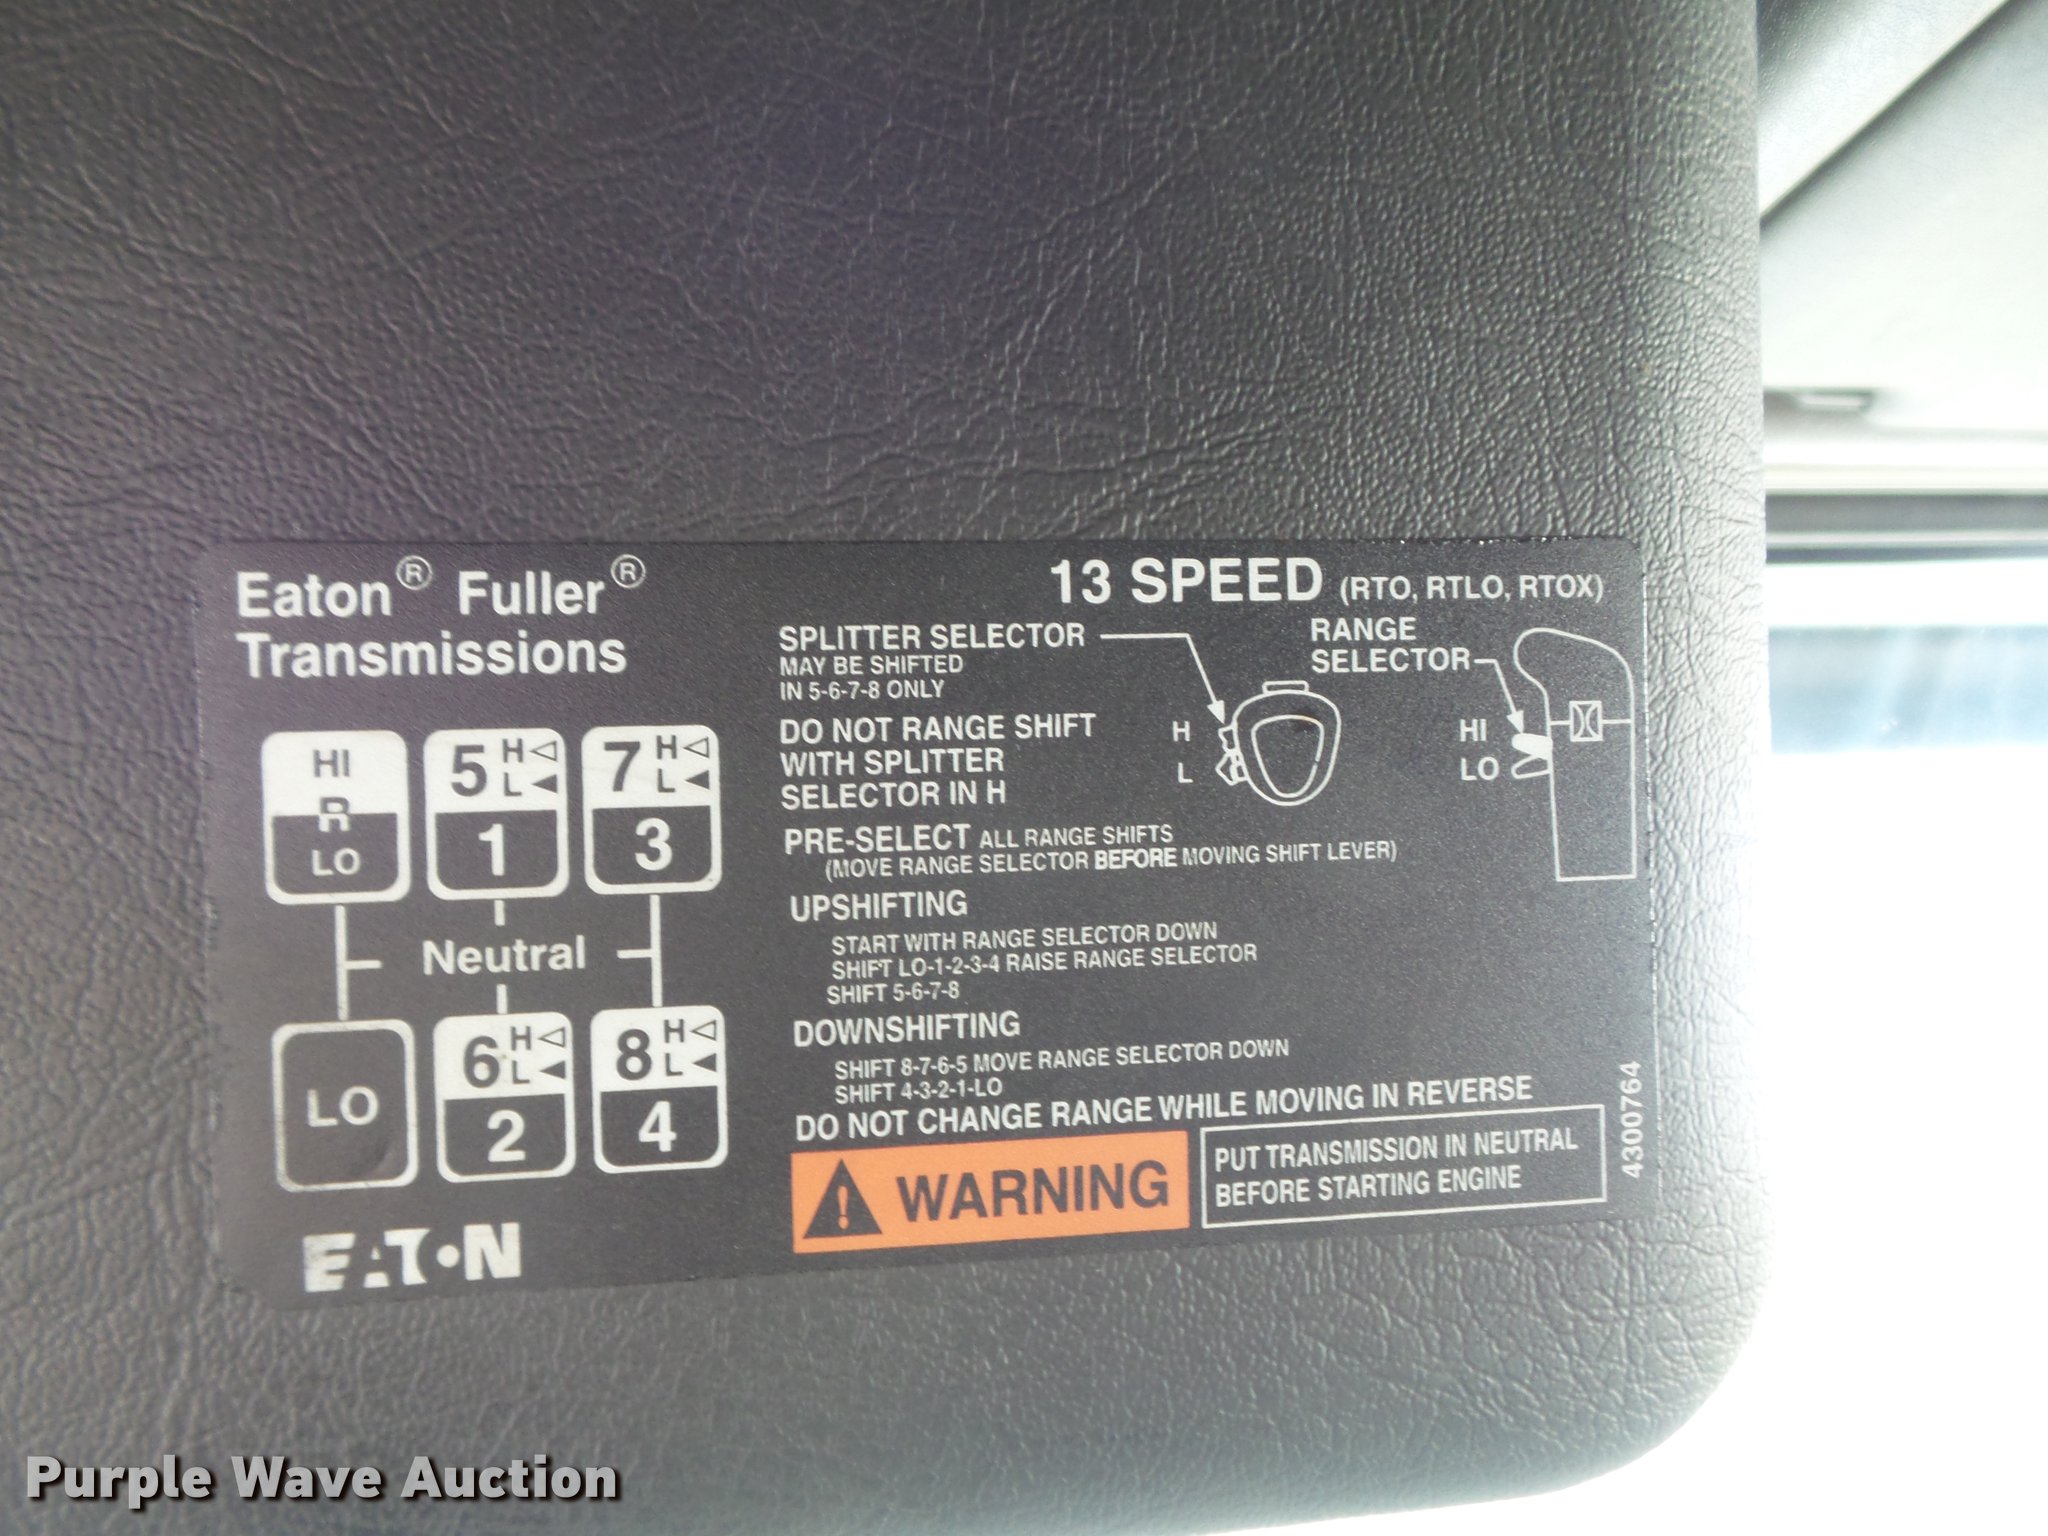 Eaton® Fuller®
Transmissions
13 SPEED (RTO, RTLO, RTOX)
HI
R
LO
5 H
L
1
7 H
L
3
Neutral
LO
6 H
L
2
8 H
L
4
EATON
SPLITTER SELECTOR
MAY BE SHIFTED
IN 5-6-7-8 ONLY
RANGE
SELECTOR
H
L
HI
LO
DO NOT RANGE SHIFT
WITH SPLITTER
SELECTOR IN H
PRE-SELECT ALL RANGE SHIFTS
(MOVE RANGE SELECTOR BEFORE MOVING SHIFT LEVER)
UPSHIFTING
START WITH RANGE SELECTOR DOWN
SHIFT LO-1-2-3-4 RAISE RANGE SELECTOR
SHIFT 5-6-7-8
DOWNSHIFTING
SHIFT 8-7-6-5 MOVE RANGE SELECTOR DOWN
SHIFT 4-3-2-1-LO
DO NOT CHANGE RANGE WHILE MOVING IN REVERSE
WARNING
PUT TRANSMISSION IN NEUTRAL
BEFORE STARTING ENGINE
4300764
Purple Wave Auction